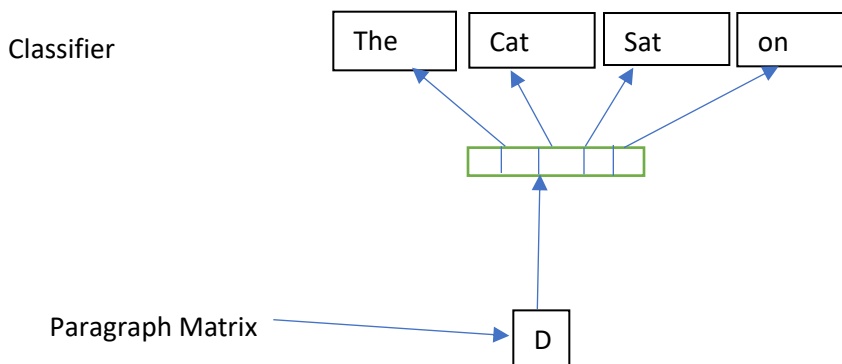 Classifier
The
Cat
Sat
on
Paragraph Matrix
D